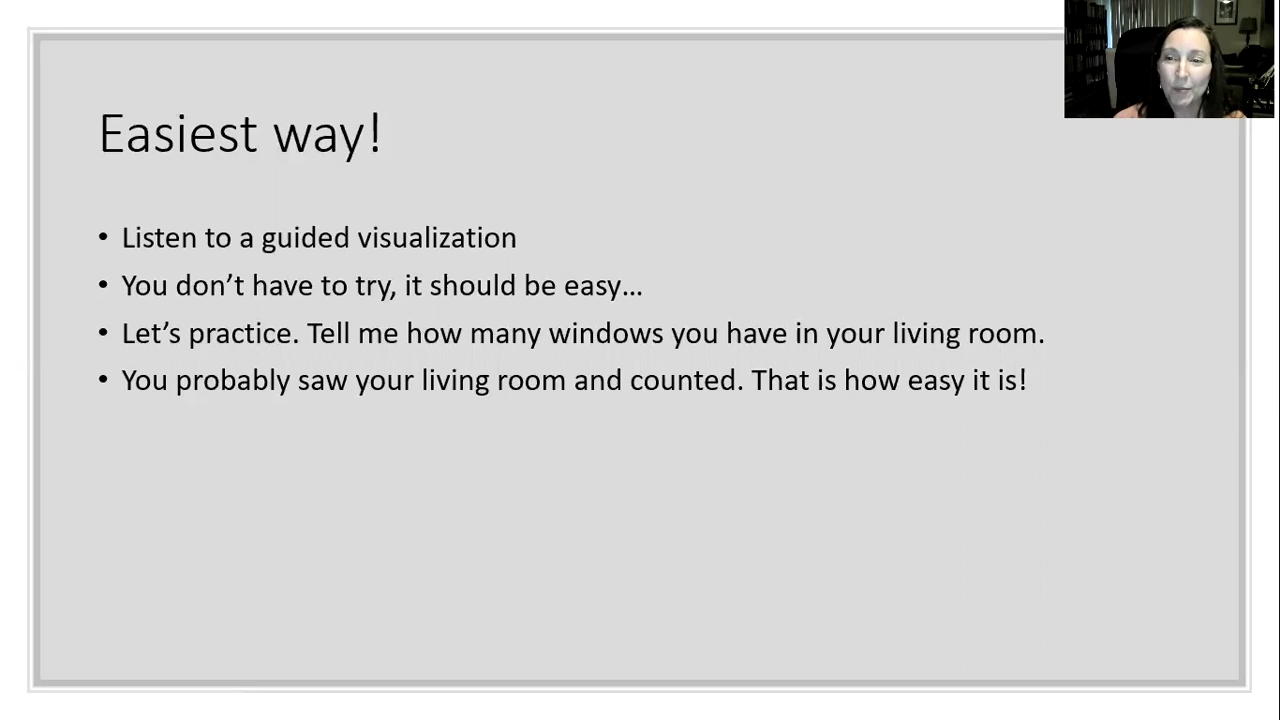 Easiest way!
• Listen to a guided visualization
• You don’t have to try, it should be easy…
• Let’s practice. Tell me how many windows you have in your living room.
• You probably saw your living room and counted. That is how easy it is!